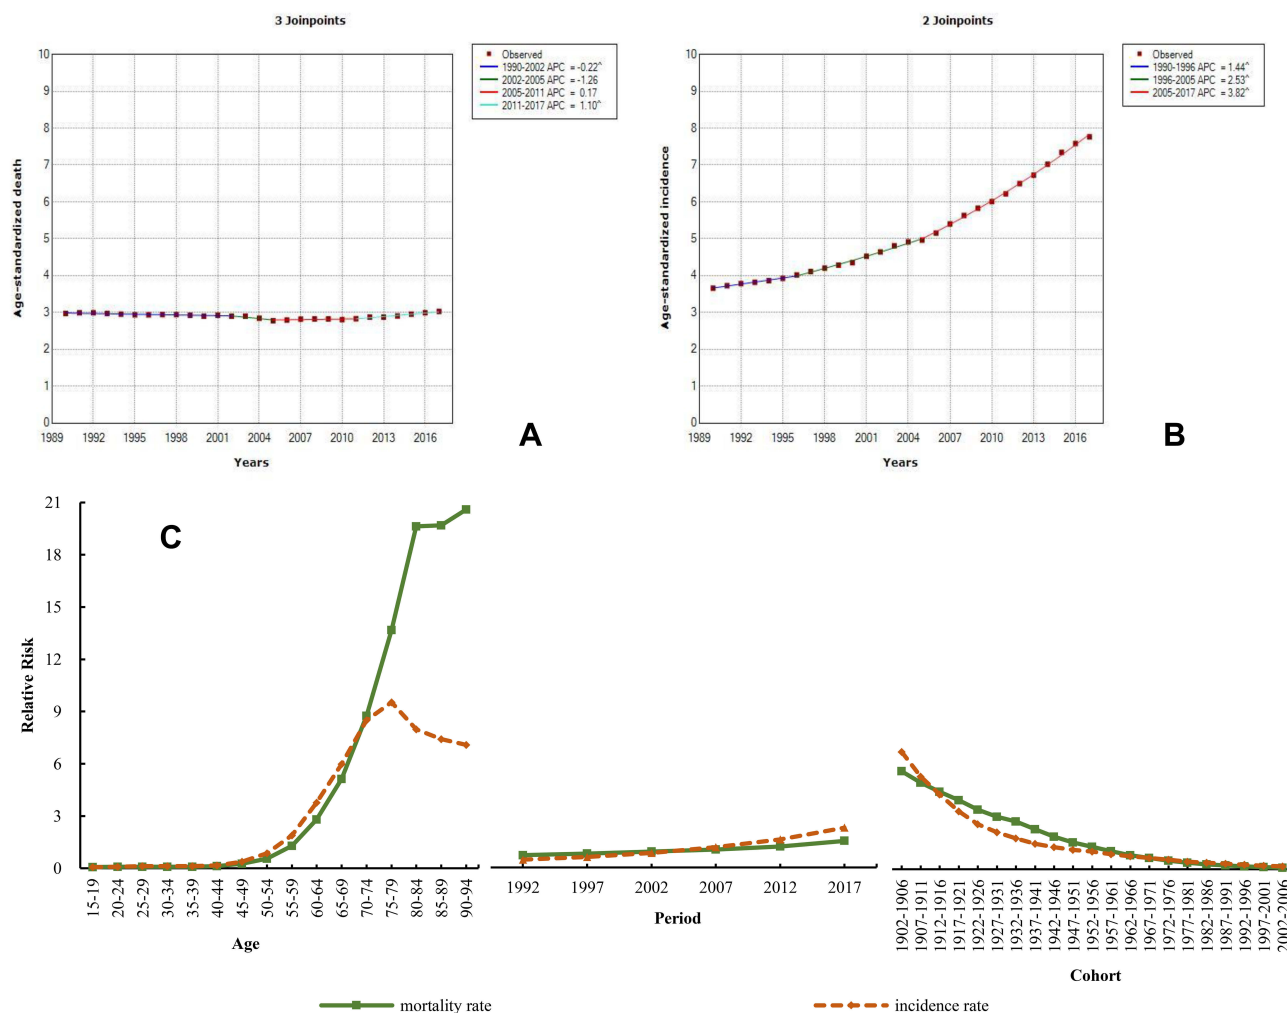 3 Joinpoints
10
9
8
7
6
5
4
3
2
1
0
Age-standardized death
1989 1992 1995 1998 2001 2004 2007 2010 2013 2016
Years
Observed
1990-2002 APC = -0.22^
2002-2005 APC = -1.26
2005-2011 APC = 0.17
2011-2017 APC = 1.10^
A
2 Joinpoints
10
9
8
7
6
5
4
3
2
1
0
Age-standardized incidence
1989 1992 1995 1998 2001 2004 2007 2010 2013 2016
Years
Observed
1990-1996 APC = 1.44^
1996-2005 APC = 2.53^
2005-2017 APC = 3.82^
B
C
21
18
15
12
9
6
3
0
Relative Risk
15-19 20-24 25-29 30-34 35-39 40-44 45-49 50-54 55-59 60-64 65-69 70-74 75-79 80-84 85-89 90-94
Age
1992 1997 2002 2007 2012 2017
Period
1902-1906 1907-1911 1912-1916 1917-1921 1922-1926 1927-1931 1932-1936 1937-1941 1942-1946 1947-1951 1952-1956 1957-1961 1962-1966 1967-1971 1972-1976 1977-1981 1982-1986 1987-1991 1992-1996 1997-2001 2002-2006
Cohort
mortality rate
incidence rate